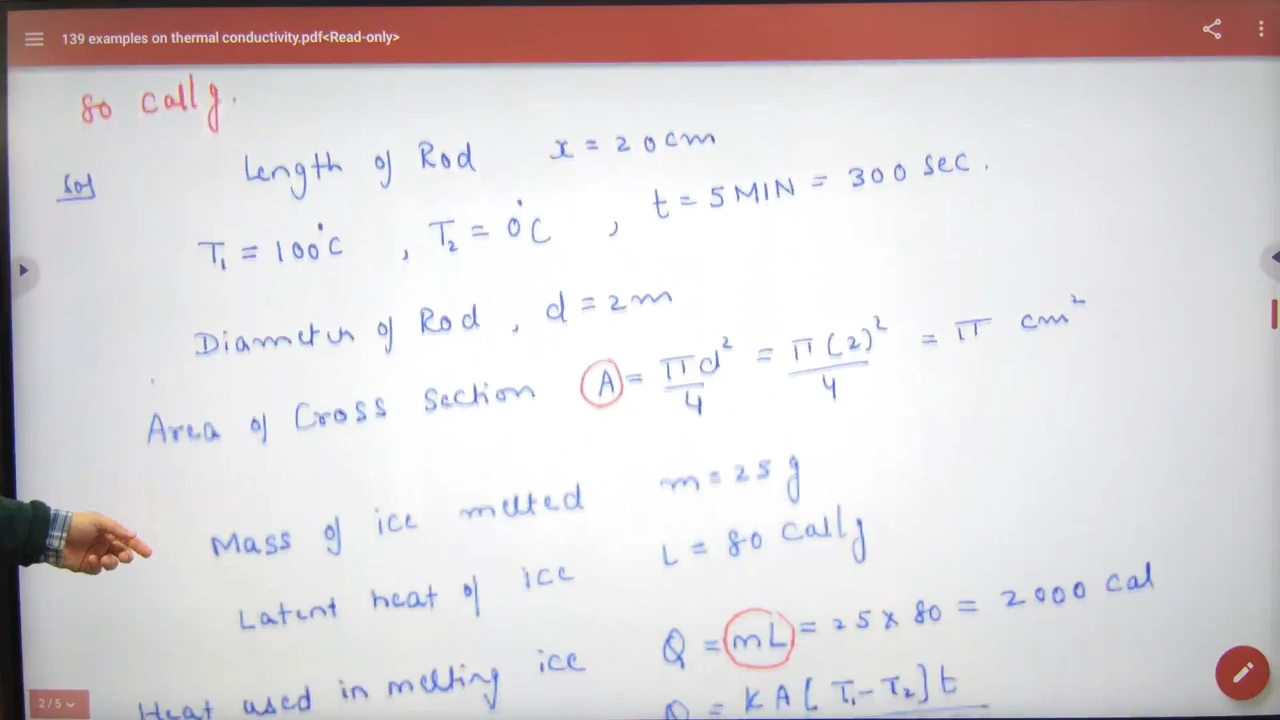 139 examples on thermal conductivity.pdf<Read-only>
80 cal/g.
Sol Length of Rod x = 20cm
T₁ = 100°C , T₂ = 0°C , t = 5 MIN = 300 sec.
Diameter of Rod , d = 2m
Area of Cross Section A = πd²/4 = π(2)²/4 = π cm²
Mass of ice melted m = 25 g
Latent heat of ice L = 80 cal/g
Heat used in melting ice Q = mL = 25 x 80 = 2000 cal
Q = KA[T₁-T₂]t
2/5